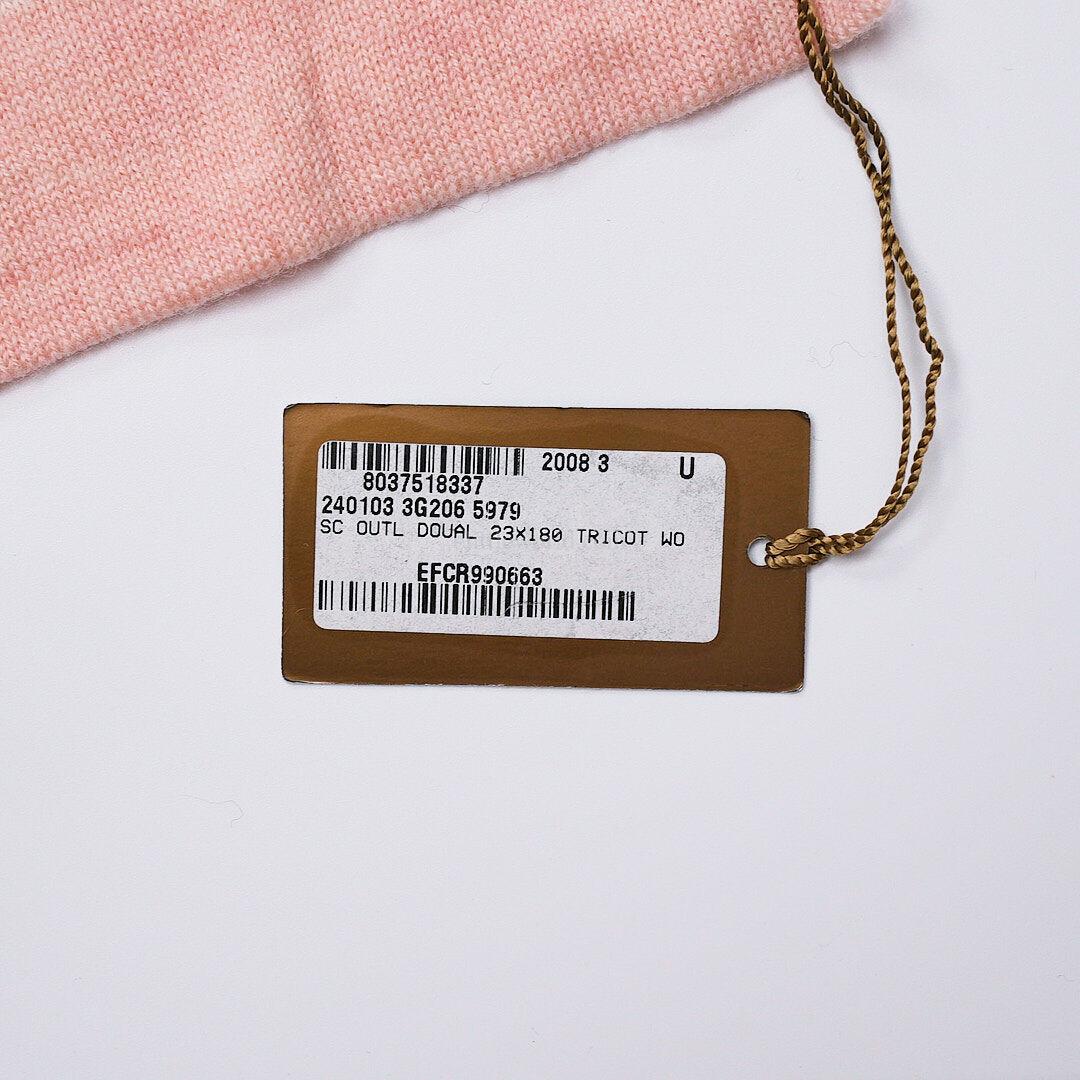 2008 3 U
8037518337
240103 3G206 5979
SC OUTL DOUAL 23X180 TRICOT WO
EFCR990663